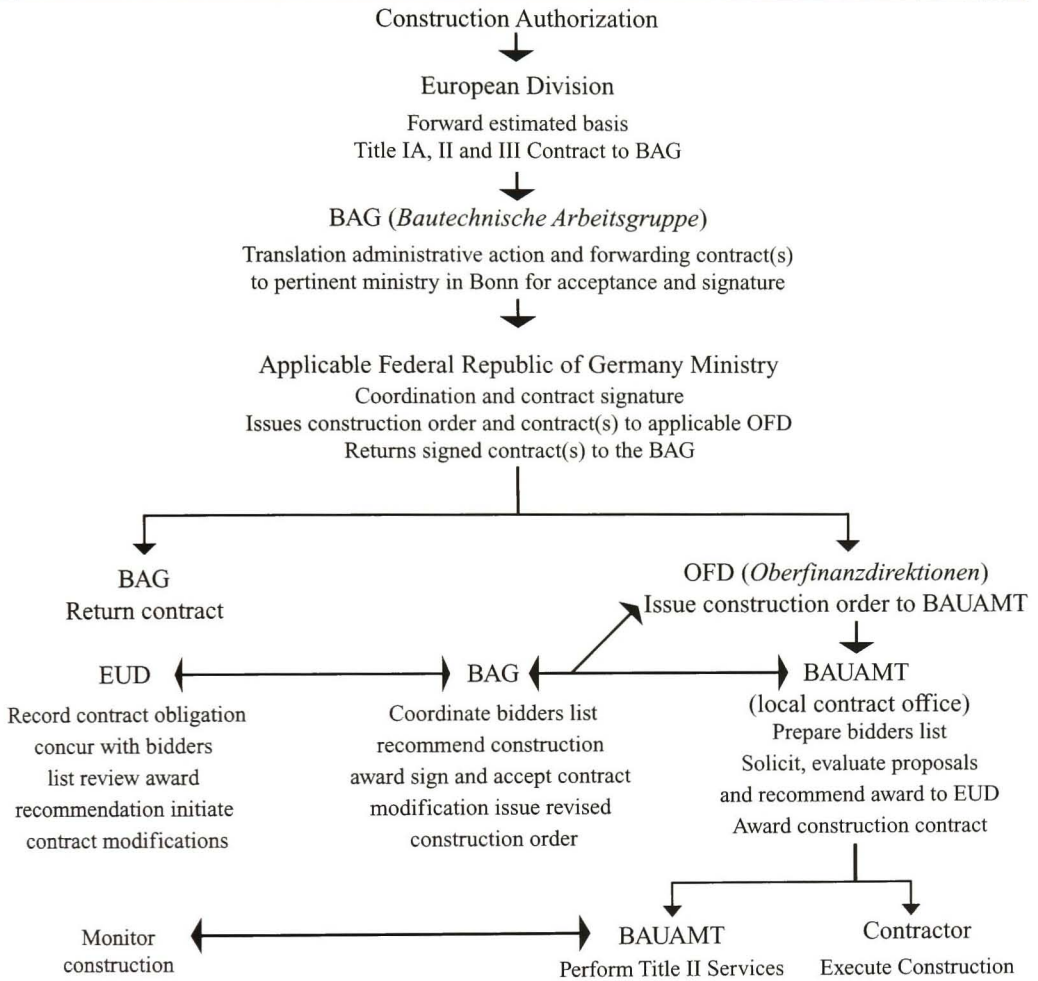 Construction Authorization
European Division
Forward estimated basis
Title IA, II and III Contract to BAG
BAG (Bautechnische Arbeitsgruppe)
Translation administrative action and forwarding contract(s)
to pertinent ministry in Bonn for acceptance and signature
Applicable Federal Republic of Germany Ministry
Coordination and contract signature
Issues construction order and contract(s) to applicable OFD
Returns signed contract(s) to the BAG
BAG
Return contract
OFD (Oberfinanzdirektionen)
Issue construction order to BAUAMT
EUD
Record contract obligation
concur with bidders
list review award
recommendation initiate
contract modifications
BAG
Coordinate bidders list
recommend construction
award sign and accept contract
modification issue revised
construction order
BAUAMT
(local contract office)
Prepare bidders list
Solicit, evaluate proposals
and recommend award to EUD
Award construction contract
Monitor
construction
BAUAMT
Perform Title II Services
Contractor
Execute Construction